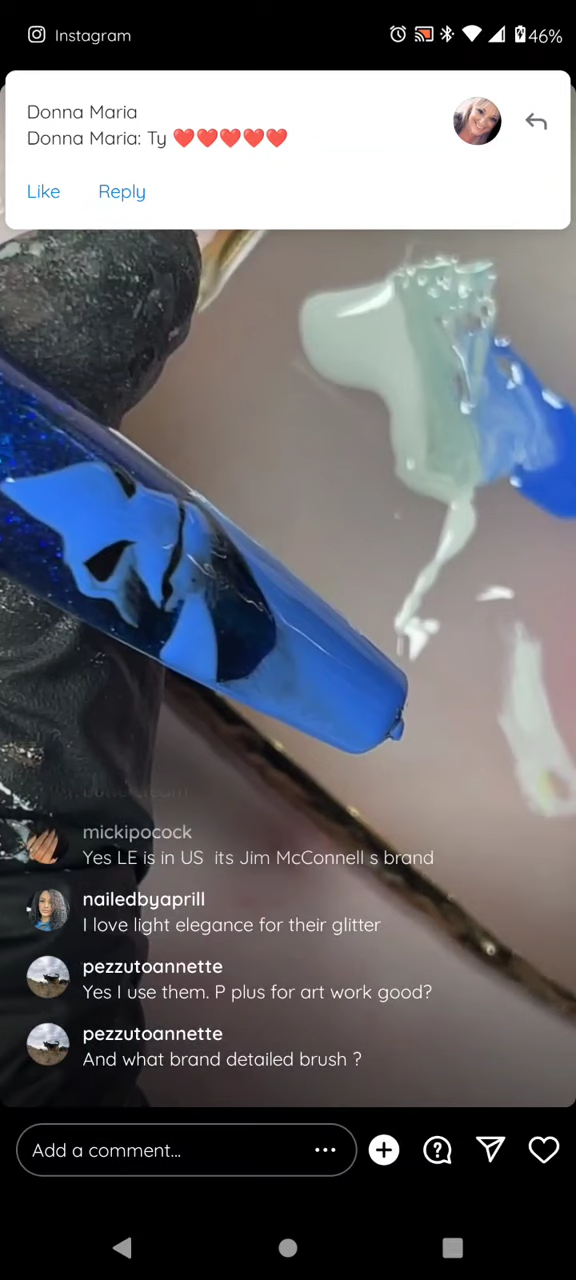 Instagram
46%
Donna Maria
Donna Maria: Ty ❤️❤️❤️❤️❤️
Like Reply
mickipocock
Yes LE is in US its Jim McConnell s brand
nailedbyaprill
I love light elegance for their glitter
pezzutoannette
Yes I use them. P plus for art work good?
pezzutoannette
And what brand detailed brush ?
Add a comment...